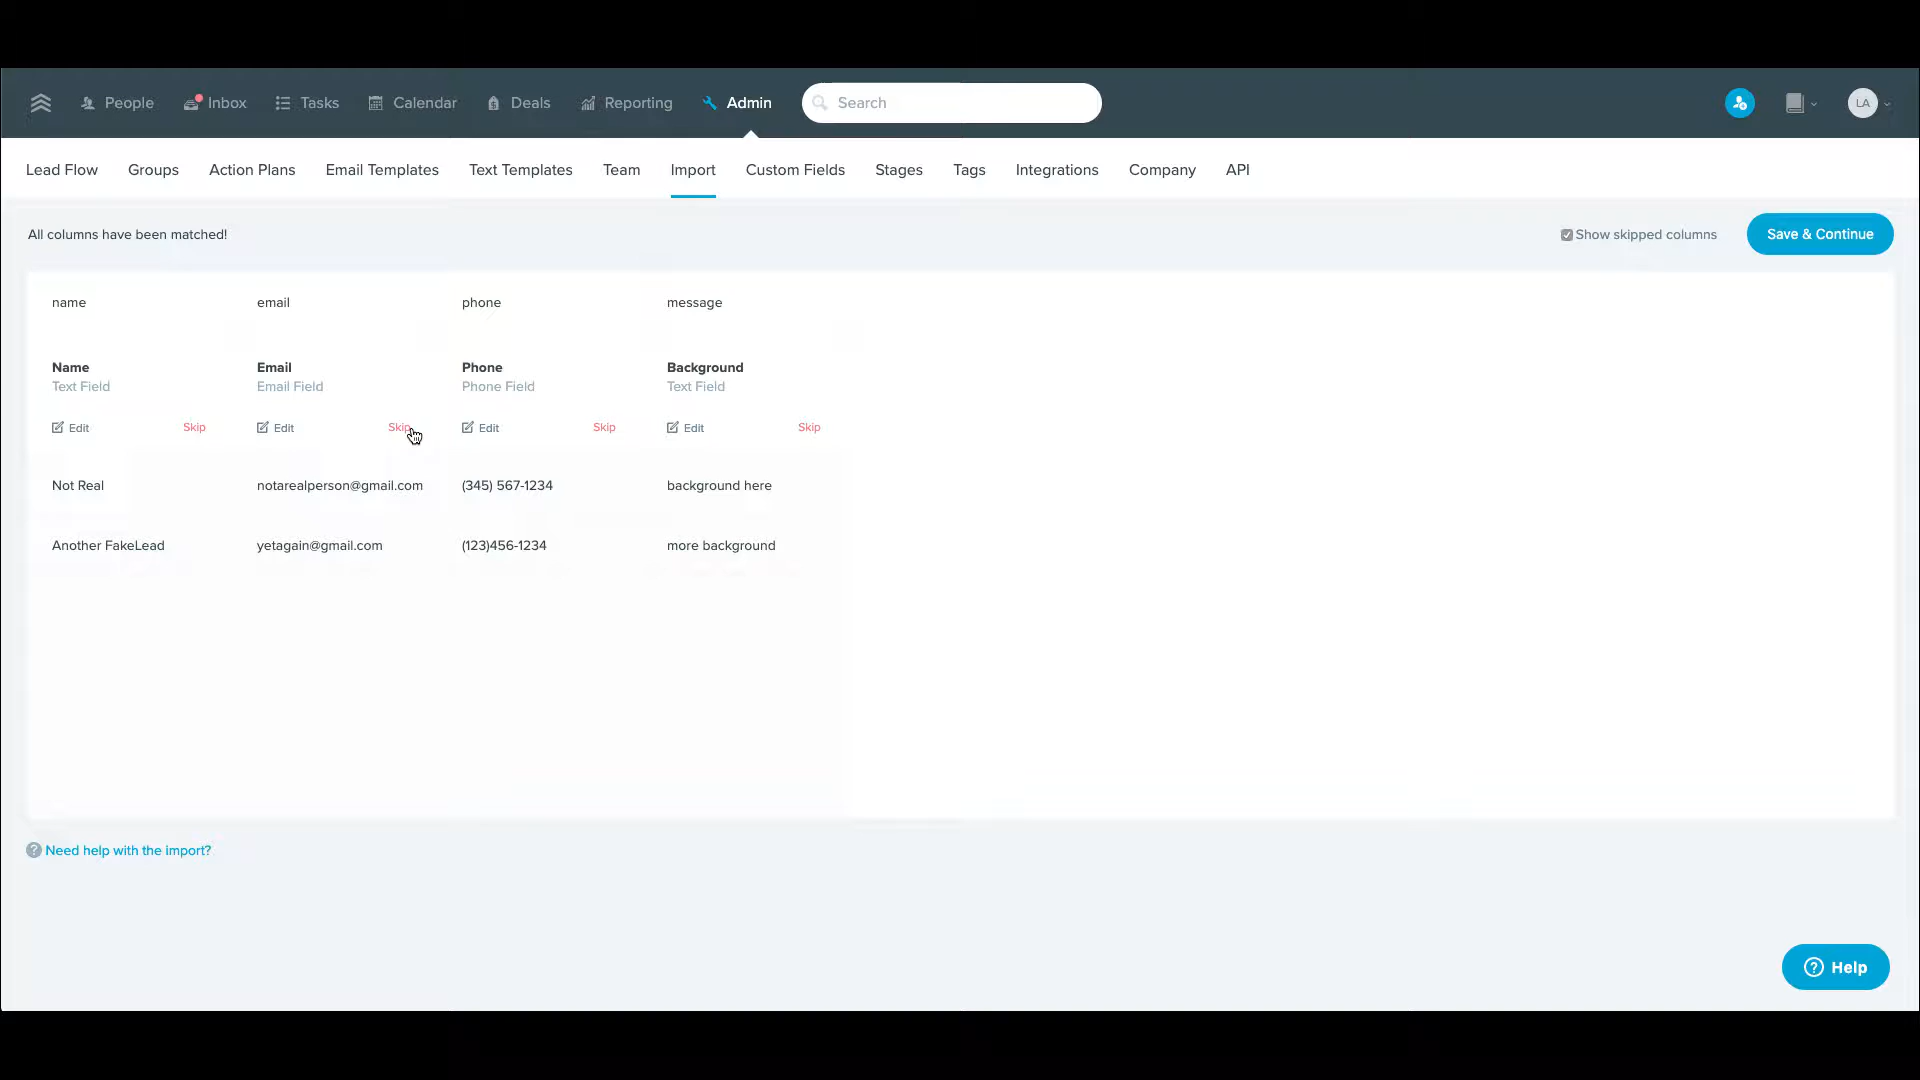 People Inbox Tasks Calendar Deals Reporting Admin Search LA
Lead Flow Groups Action Plans Email Templates Text Templates Team Import Custom Fields Stages Tags Integrations Company API
All columns have been matched! Show skipped columns Save & Continue
name email phone message
Name Email Phone Background
Text Field Email Field Phone Field Text Field
Edit Skip Edit Skip Edit Skip Edit Skip
Not Real notarealperson@gmail.com (345) 567-1234 background here
Another FakeLead yetagain@gmail.com (123)456-1234 more background
? Need help with the import?
? Help